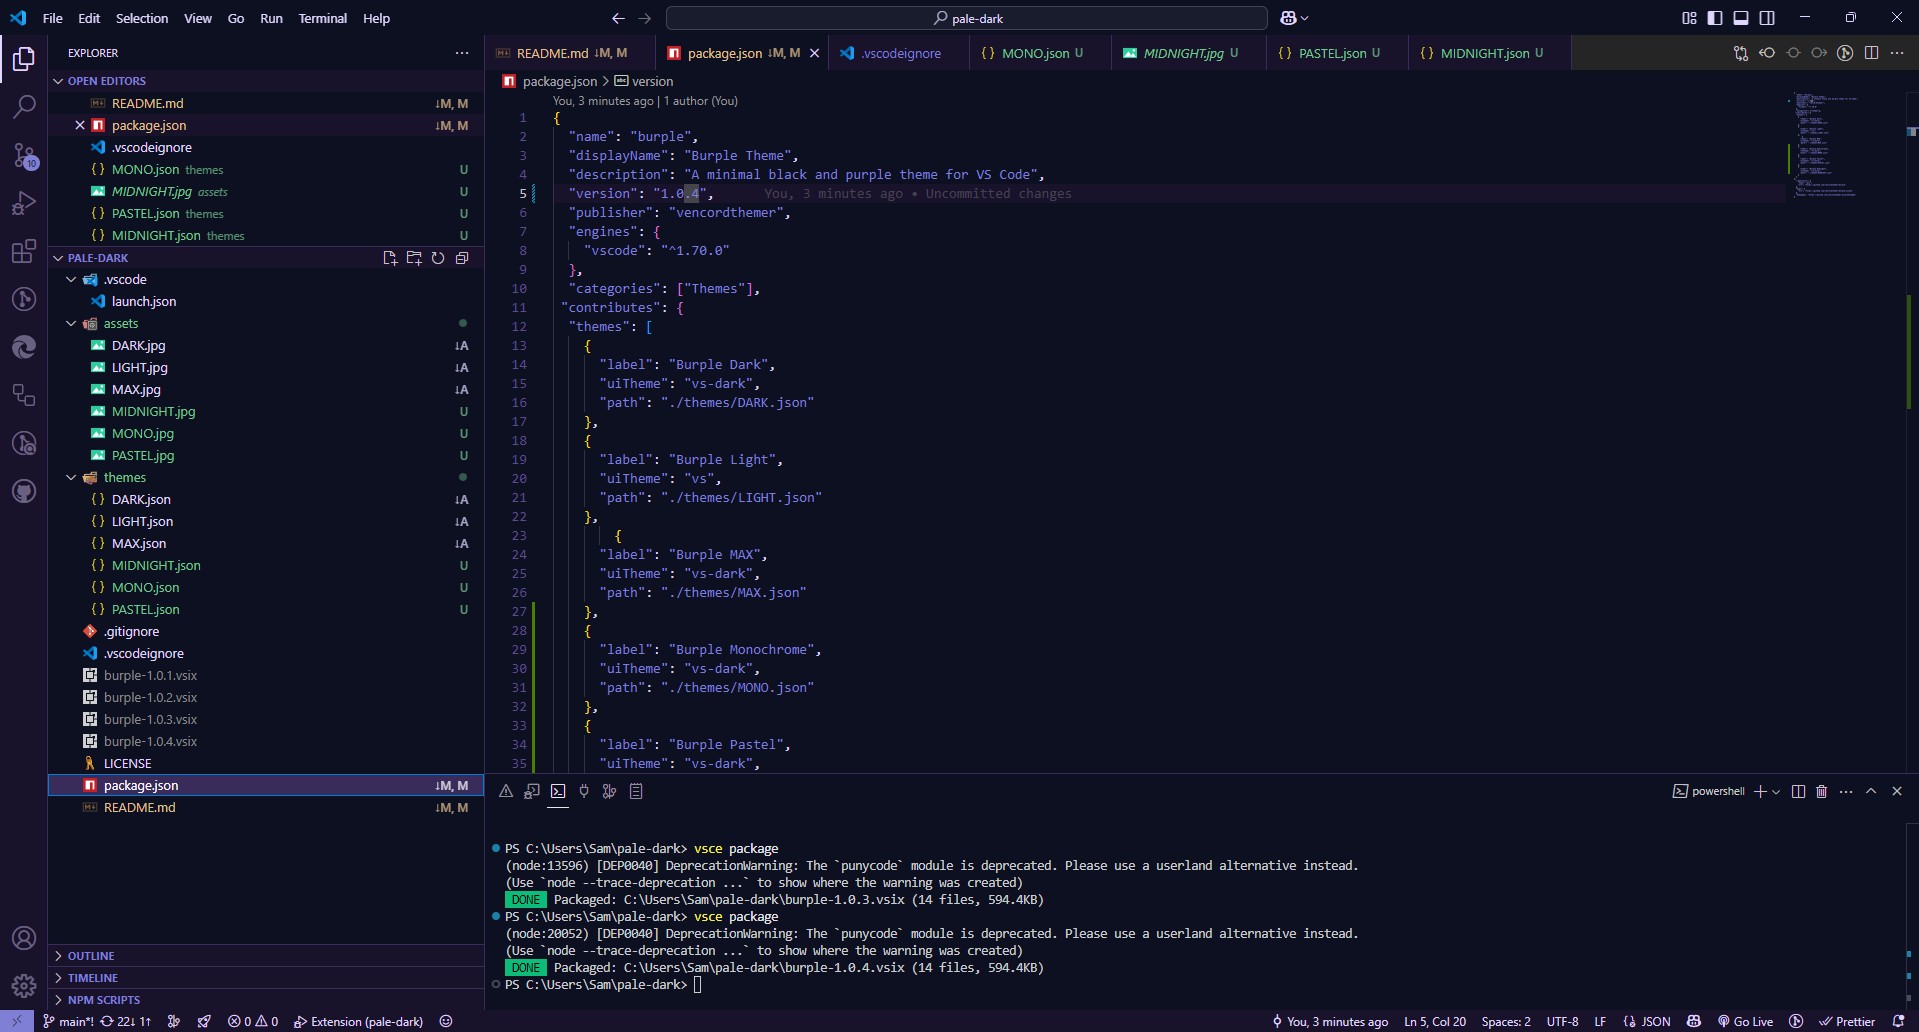 File Edit Selection View Go Run Terminal Help
pale-dark
EXPLORER
OPEN EDITORS
README.md ↓M, M
package.json ↓M, M
.vscodeignore
MONO.json themes U
MIDNIGHT.jpg assets U
PASTEL.json themes U
MIDNIGHT.json themes U
10
PALE-DARK
.vscode
launch.json
assets
DARK.jpg ↓A
LIGHT.jpg ↓A
MAX.jpg ↓A
MIDNIGHT.jpg U
MONO.jpg U
PASTEL.jpg U
themes
DARK.json ↓A
LIGHT.json ↓A
MAX.json ↓A
MIDNIGHT.json U
MONO.json U
PASTEL.json U
.gitignore
.vscodeignore
burple-1.0.1.vsix
burple-1.0.2.vsix
burple-1.0.3.vsix
burple-1.0.4.vsix
LICENSE
package.json ↓M, M
README.md ↓M, M
OUTLINE
TIMELINE
NPM SCRIPTS
README.md ↓M, M package.json ↓M, M .vscodeignore MONO.json U MIDNIGHT.jpg U PASTEL.json U MIDNIGHT.json U
package.json > version
You, 3 minutes ago | 1 author (You)
1 {
2 "name": "burple",
3 "displayName": "Burple Theme",
4 "description": "A minimal black and purple theme for VS Code",
5 "version": "1.0.4", You, 3 minutes ago • Uncommitted changes
6 "publisher": "vencordthemer",
7 "engines": {
8 "vscode": "^1.70.0"
9 },
10 "categories": ["Themes"],
11 "contributes": {
12 "themes": [
13 {
14 "label": "Burple Dark",
15 "uiTheme": "vs-dark",
16 "path": "./themes/DARK.json"
17 },
18 {
19 "label": "Burple Light",
20 "uiTheme": "vs",
21 "path": "./themes/LIGHT.json"
22 },
23 {
24 "label": "Burple MAX",
25 "uiTheme": "vs-dark",
26 "path": "./themes/MAX.json"
27 },
28 {
29 "label": "Burple Monochrome",
30 "uiTheme": "vs-dark",
31 "path": "./themes/MONO.json"
32 },
33 {
34 "label": "Burple Pastel",
35 "uiTheme": "vs-dark",
powershell
PS C:\Users\Sam\pale-dark> vsce package
(node:13596) [DEP0040] DeprecationWarning: The `punycode` module is deprecated. Please use a userland alternative instead.
(Use `node --trace-deprecation ...` to show where the warning was created)
DONE Packaged: C:\Users\Sam\pale-dark\burple-1.0.3.vsix (14 files, 594.4KB)
PS C:\Users\Sam\pale-dark> vsce package
(node:20052) [DEP0040] DeprecationWarning: The `punycode` module is deprecated. Please use a userland alternative instead.
(Use `node --trace-deprecation ...` to show where the warning was created)
DONE Packaged: C:\Users\Sam\pale-dark\burple-1.0.4.vsix (14 files, 594.4KB)
PS C:\Users\Sam\pale-dark>
main*! 22↓ 1↑ 0 0 Extension (pale-dark) You, 3 minutes ago Ln 5, Col 20 Spaces: 2 UTF-8 LF JSON Go Live Prettier